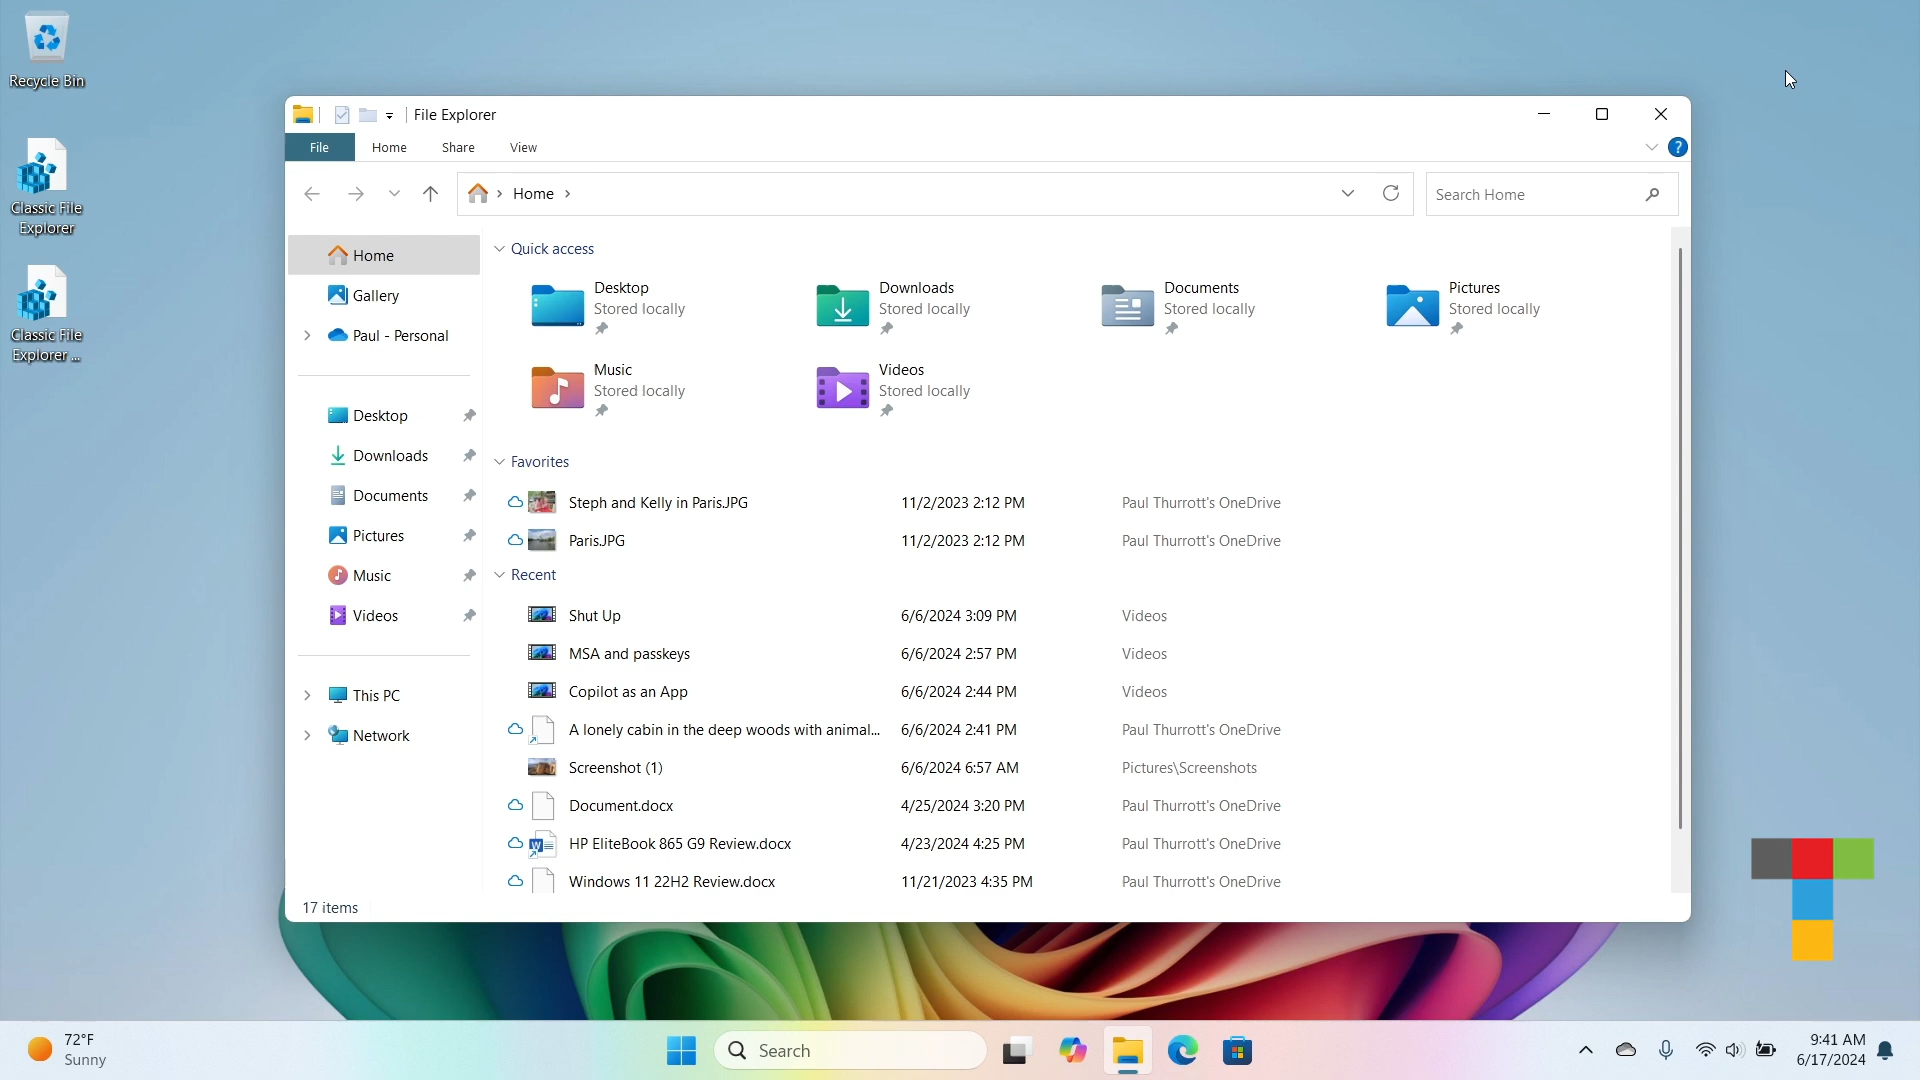 Recycle Bin
Classic File
Explorer
Classic File
Explorer ...
File Explorer
File Home Share View
?
Home
Search Home
Home
Gallery
Paul - Personal
Desktop
Downloads
Documents
Pictures
Music
Videos
This PC
Network
Quick access
Desktop
Stored locally
Downloads
Stored locally
Documents
Stored locally
Pictures
Stored locally
Music
Stored locally
Videos
Stored locally
Favorites
Steph and Kelly in Paris.JPG 11/2/2023 2:12 PM Paul Thurrott's OneDrive
Paris.JPG 11/2/2023 2:12 PM Paul Thurrott's OneDrive
Recent
Shut Up 6/6/2024 3:09 PM Videos
MSA and passkeys 6/6/2024 2:57 PM Videos
Copilot as an App 6/6/2024 2:44 PM Videos
A lonely cabin in the deep woods with animal... 6/6/2024 2:41 PM Paul Thurrott's OneDrive
Screenshot (1) 6/6/2024 6:57 AM Pictures\Screenshots
Document.docx 4/25/2024 3:20 PM Paul Thurrott's OneDrive
HP EliteBook 865 G9 Review.docx 4/23/2024 4:25 PM Paul Thurrott's OneDrive
Windows 11 22H2 Review.docx 11/21/2023 4:35 PM Paul Thurrott's OneDrive
17 items
72°F
Sunny
Search
9:41 AM
6/17/2024